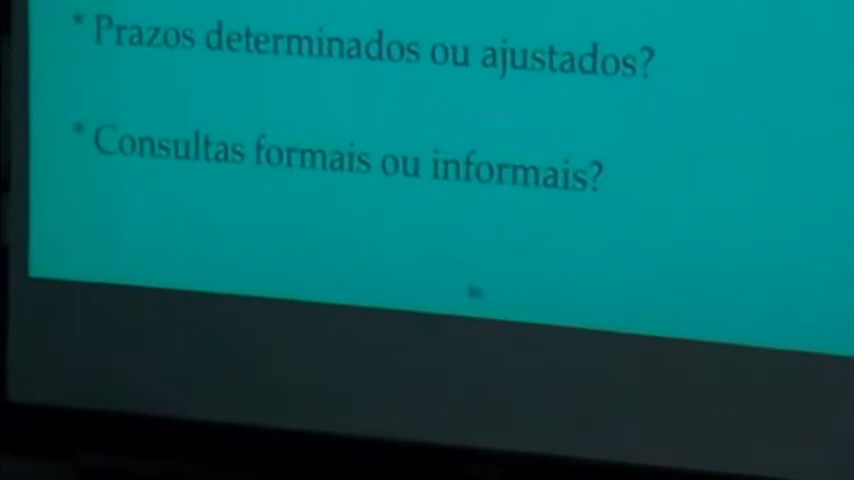 * Prazos determinados ou ajustados?
* Consultas formais ou informais?